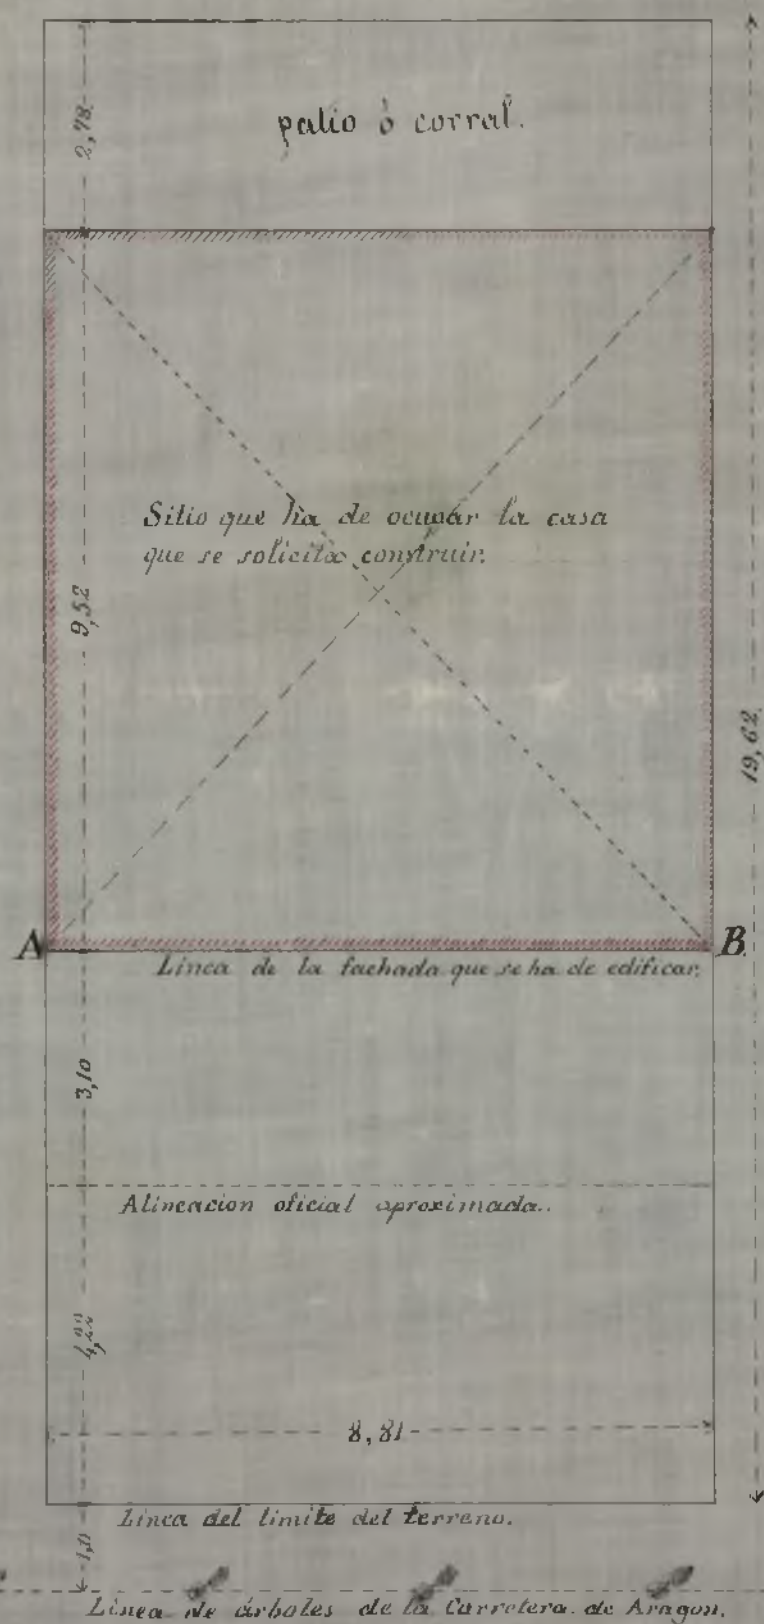 2,78
patio ó corral.
Sitio que ha de ocupar la casa
que se solicita construir.
9,52
19,62
A
B.
Linea de la fachada que se ha de edificar.
3,10
Alineacion oficial aproximada.
4,22
8,81
Linea del limite del terreno.
Linea de árboles de la Carretera de Aragon.